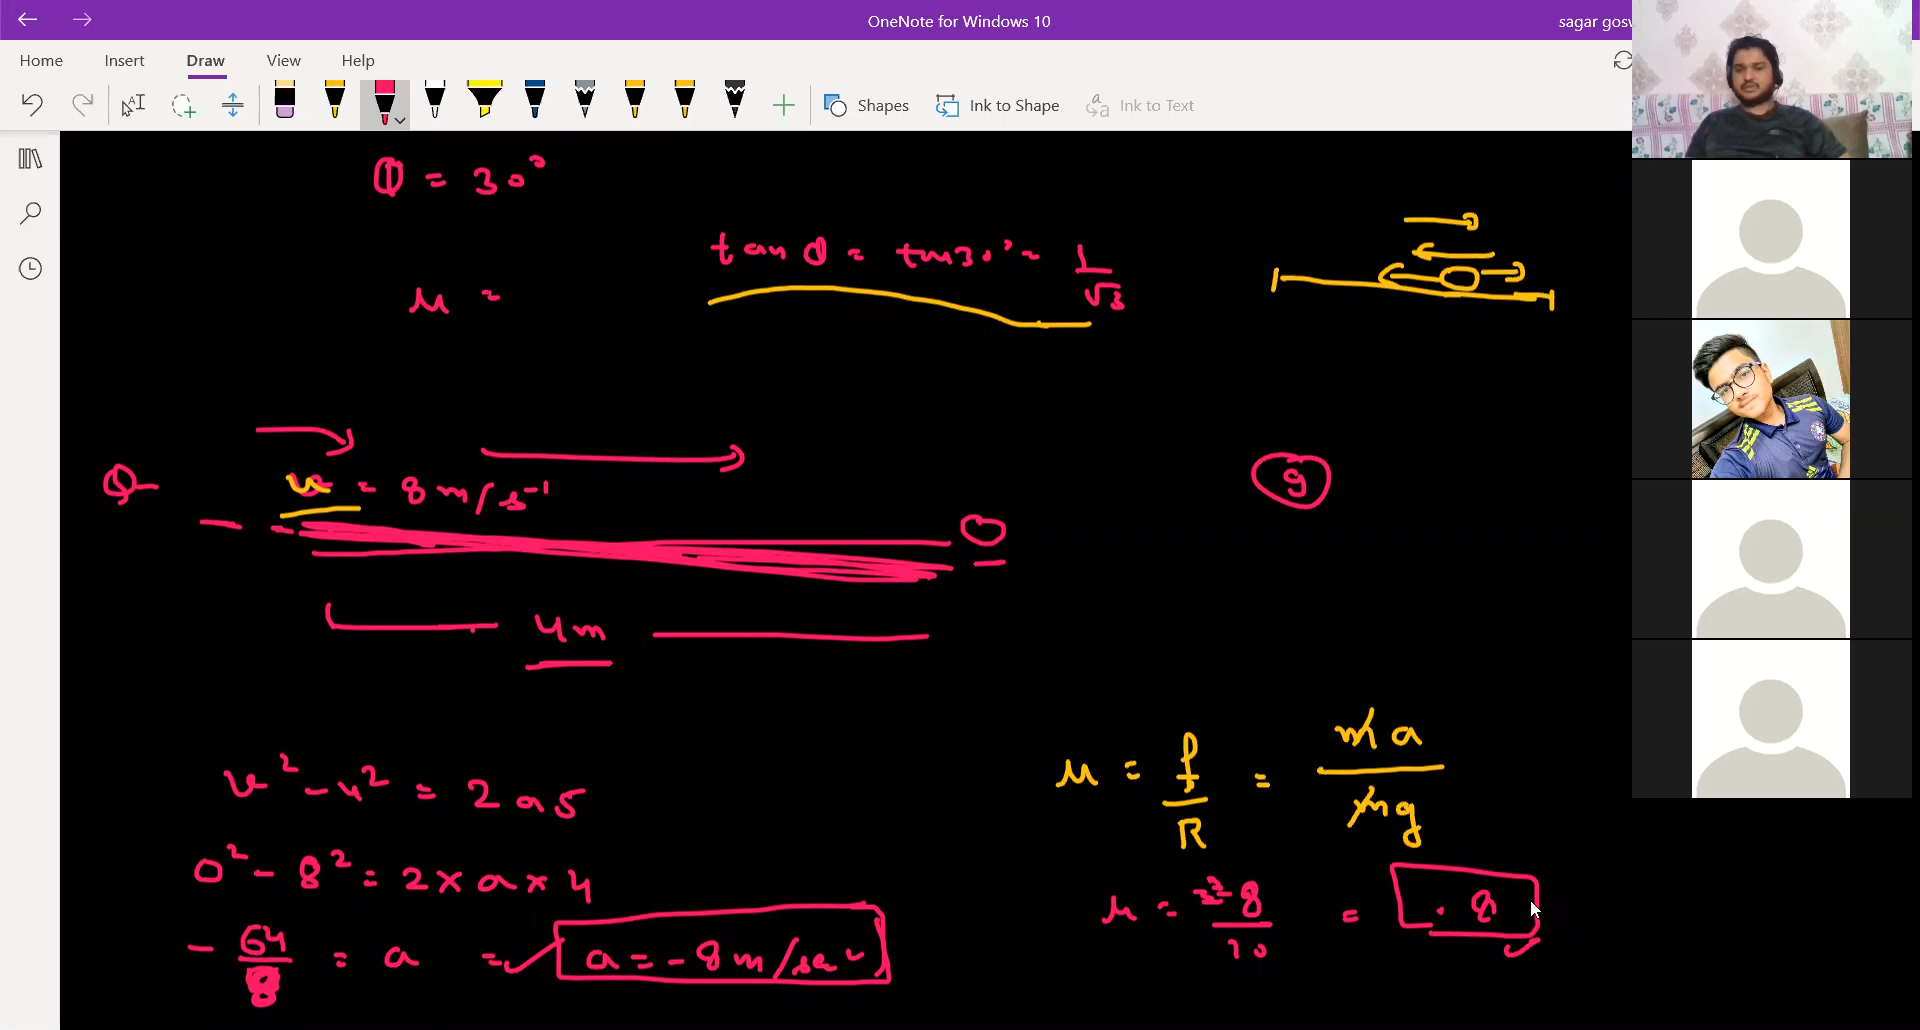 OneNote for Windows 10
sagar gosw
Home Insert Draw View Help
Shapes Ink to Shape Ink to Text
θ = 30°
tan θ = tan30° = 1/√3
μ =
Q
u = 8 m/s⁻¹
g
4m
v² - u² = 2as
0² - 8² = 2 × a × 4
- 64/8 = a = a = - 8 m/sec²
μ = f/R = ma/mg
μ = 8/10 = .8